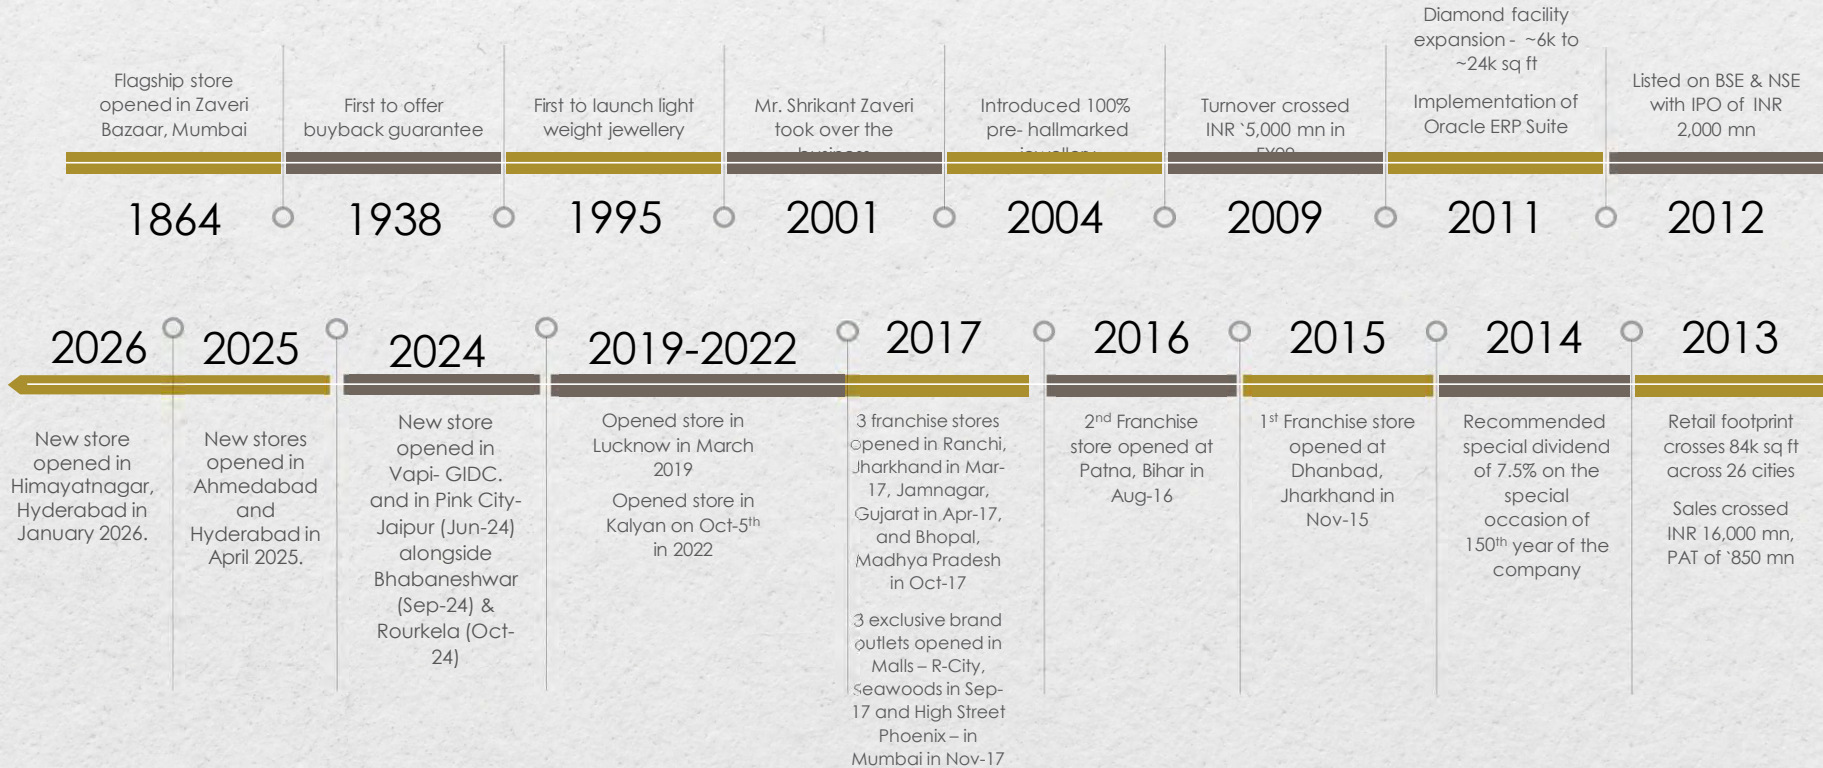 Flagship store
opened in Zaveri
Bazaar, Mumbai
1864
First to offer
buyback guarantee
1938
First to launch light
weight jewellery
1995
Mr. Shrikant Zaveri
took over the
business
2001
Introduced 100%
pre- hallmarked
jewellery
2004
Turnover crossed
INR `5,000 mn in
FY09
2009
Diamond facility
expansion - ~6k to
~24k sq ft
Implementation of
Oracle ERP Suite
2011
Listed on BSE & NSE
with IPO of INR
2,000 mn
2012
2026
New store
opened in
Himayatnagar,
Hyderabad in
January 2026.
2025
New stores
opened in
Ahmedabad
and
Hyderabad in
April 2025.
2024
New store
opened in
Vapi- GIDC.
and in Pink City-
Jaipur (Jun-24)
alongside
Bhabaneshwar
(Sep-24) &
Rourkela (Oct-
24)
2019-2022
Opened store in
Lucknow in March
2019
Opened store in
Kalyan on Oct-5th
in 2022
2017
3 franchise stores
opened in Ranchi,
Jharkhand in Mar-
17, Jamnagar,
Gujarat in Apr-17,
and Bhopal,
Madhya Pradesh
in Oct-17
3 exclusive brand
outlets opened in
Malls – R-City,
Seawoods in Sep-
17 and High Street
Phoenix – in
Mumbai in Nov-17
2016
2nd Franchise
store opened at
Patna, Bihar in
Aug-16
2015
1st Franchise store
opened at
Dhanbad,
Jharkhand in
Nov-15
2014
Recommended
special dividend
of 7.5% on the
special
occasion of
150th year of the
company
2013
Retail footprint
crosses 84k sq ft
across 26 cities
Sales crossed
INR 16,000 mn,
PAT of `850 mn